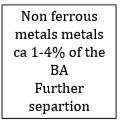 Non ferrous
metals metals
ca 1-4% of the
BA
Further
separtion